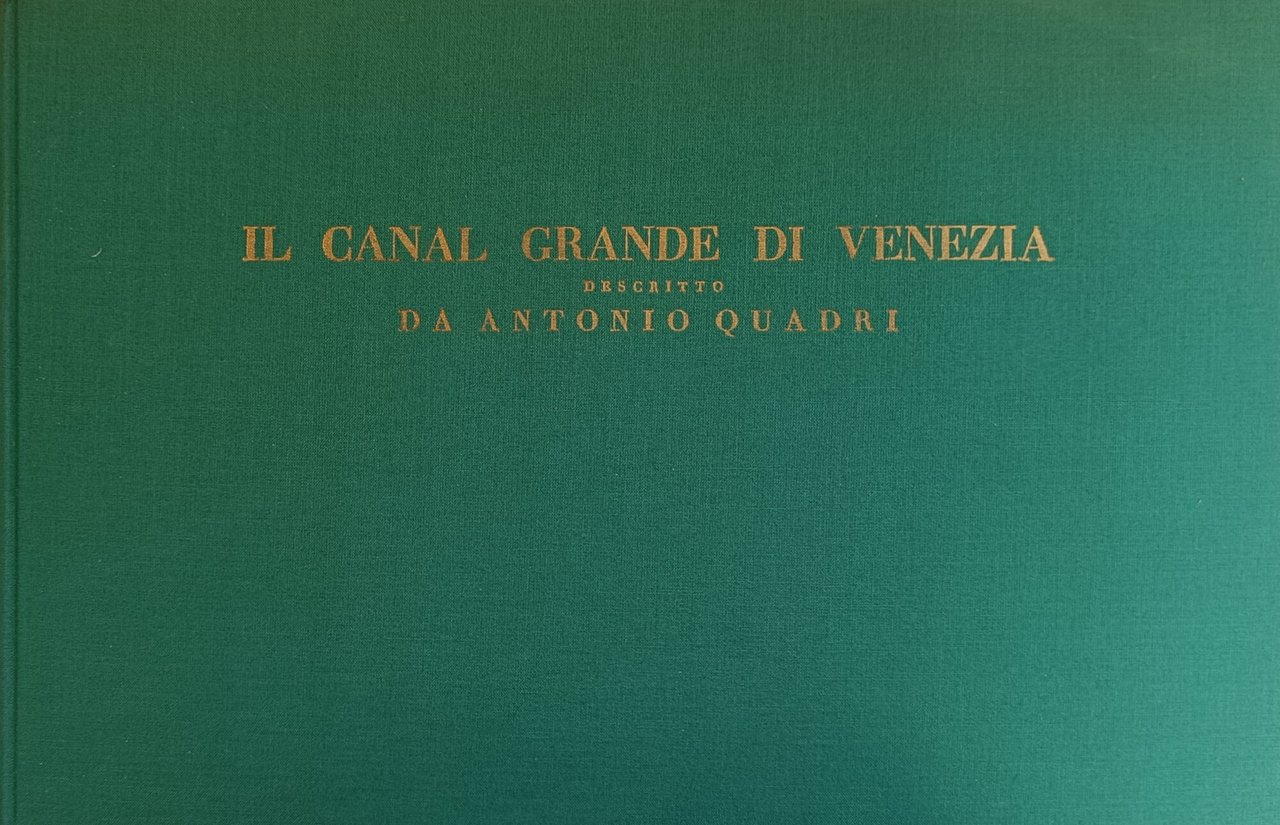 IL CANAL GRANDE DI VENEZIA
DESCRITTO
DA ANTONIO QUADRI